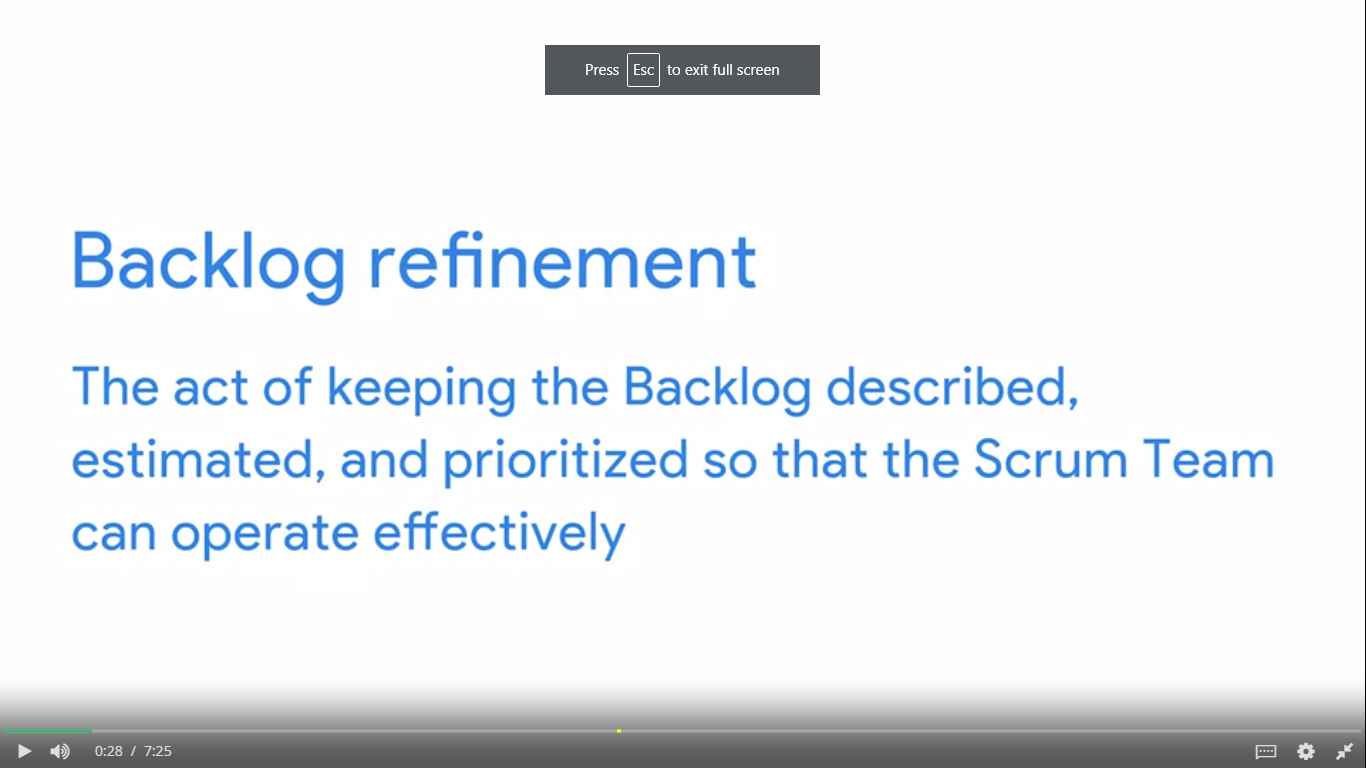 Press Esc to exit full screen
Backlog refinement
The act of keeping the Backlog described,
estimated, and prioritized so that the Scrum Team
can operate effectively
0:28 / 7:25